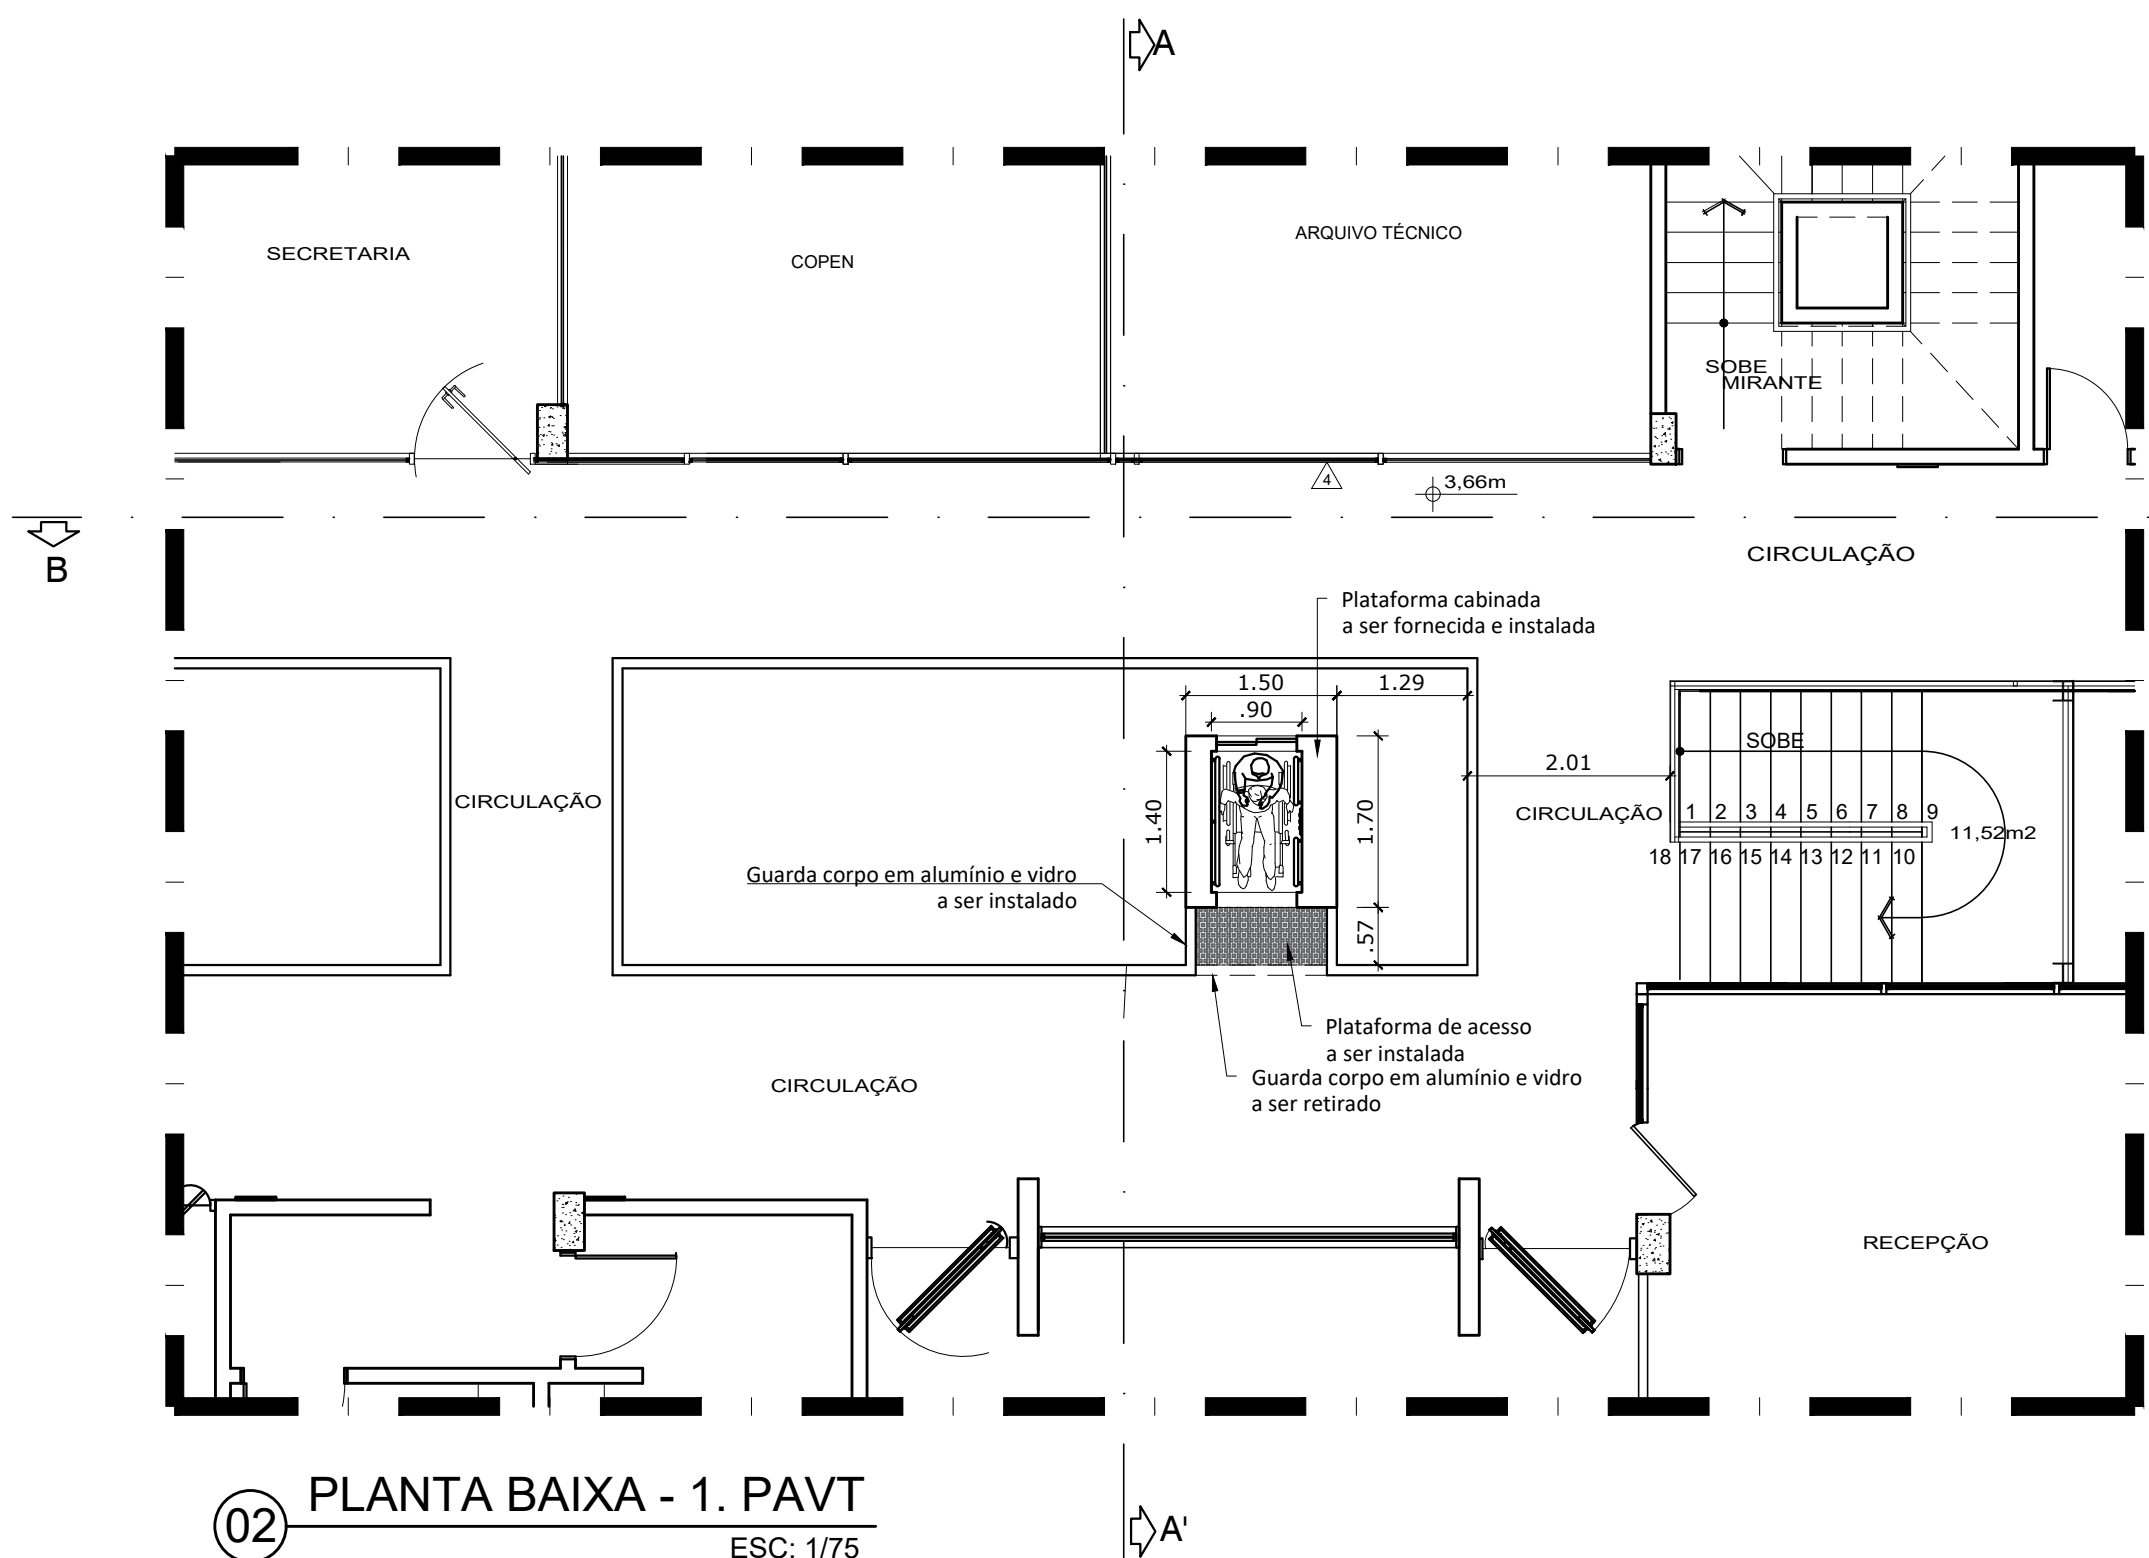 A
SECRETARIA
COPEN
ARQUIVO TÉCNICO
SOBE
MIRANTE
4
3,66m
B
CIRCULAÇÃO
Plataforma cabinada
a ser fornecida e instalada
1.50
1.29
.90
SOBE
2.01
CIRCULAÇÃO
1.40
1.70
CIRCULAÇÃO
1 2 3 4 5 6 7 8 9
11,52m2
18 17 16 15 14 13 12 11 10
Guarda corpo em alumínio e vidro
a ser instalado
.57
Plataforma de acesso
a ser instalada
Guarda corpo em alumínio e vidro
a ser retirado
CIRCULAÇÃO
RECEPÇÃO
02
PLANTA BAIXA - 1. PAVT
ESC: 1/75
A'